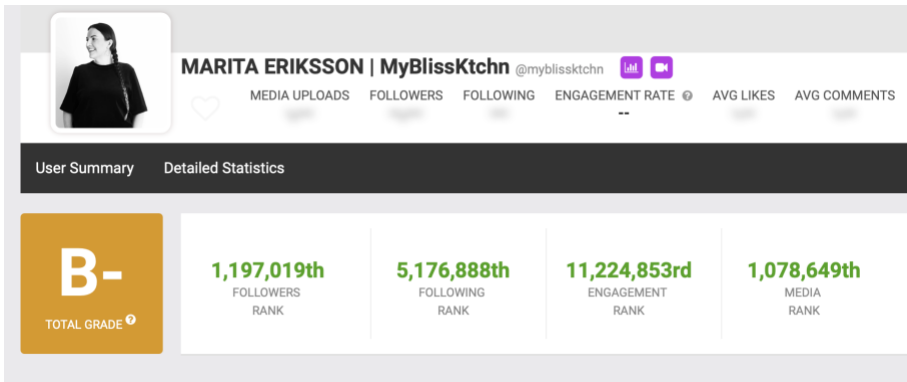 MARITA ERIKSSON | MyBlissKtchn @myblissktchn
MEDIA UPLOADS FOLLOWERS FOLLOWING ENGAGEMENT RATE ? AVG LIKES AVG COMMENTS
--
User Summary Detailed Statistics
B-
TOTAL GRADE ?
1,197,019th 5,176,888th 11,224,853rd 1,078,649th
FOLLOWERS FOLLOWING ENGAGEMENT MEDIA
RANK RANK RANK RANK